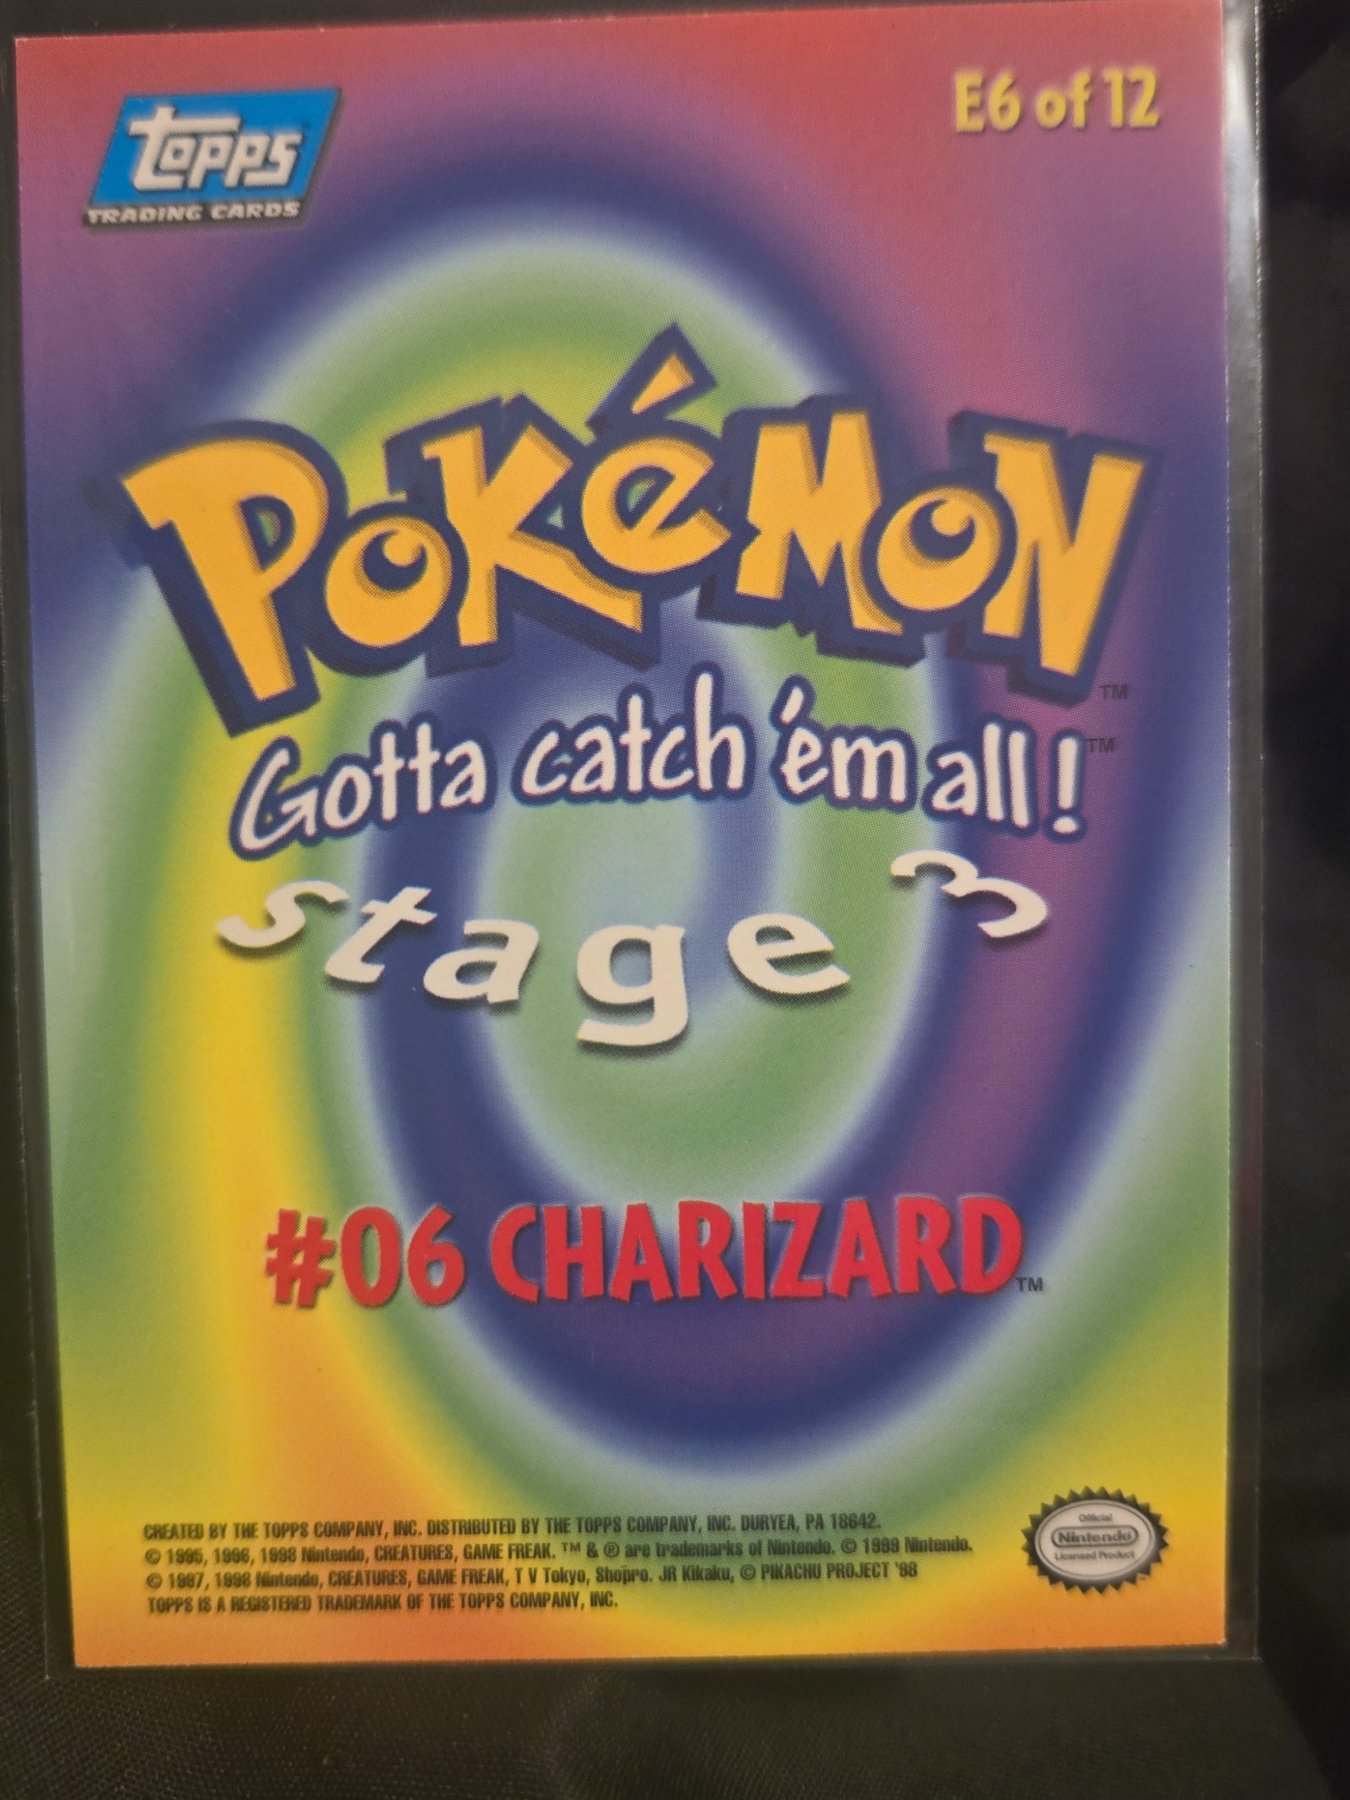 topps
TRADING CARDS
E6 of 12
POKéMON
TM
Gotta catch 'em all!
TM
stage 3
#06 CHARIZARD
TM
CREATED BY THE TOPPS COMPANY, INC. DISTRIBUTED BY THE TOPPS COMPANY, INC. DURYEA, PA 18642.
© 1995, 1996, 1998 Nintendo, CREATURES, GAME FREAK. ™ & ® are trademarks of Nintendo. © 1999 Nintendo.
© 1997, 1998 Nintendo, CREATURES, GAME FREAK, T V Tokyo, Shopro. JR Kikaku, © PIKACHU PROJECT '98
TOPPS IS A REGISTERED TRADEMARK OF THE TOPPS COMPANY, INC.
Official
Nintendo
Licensed Product